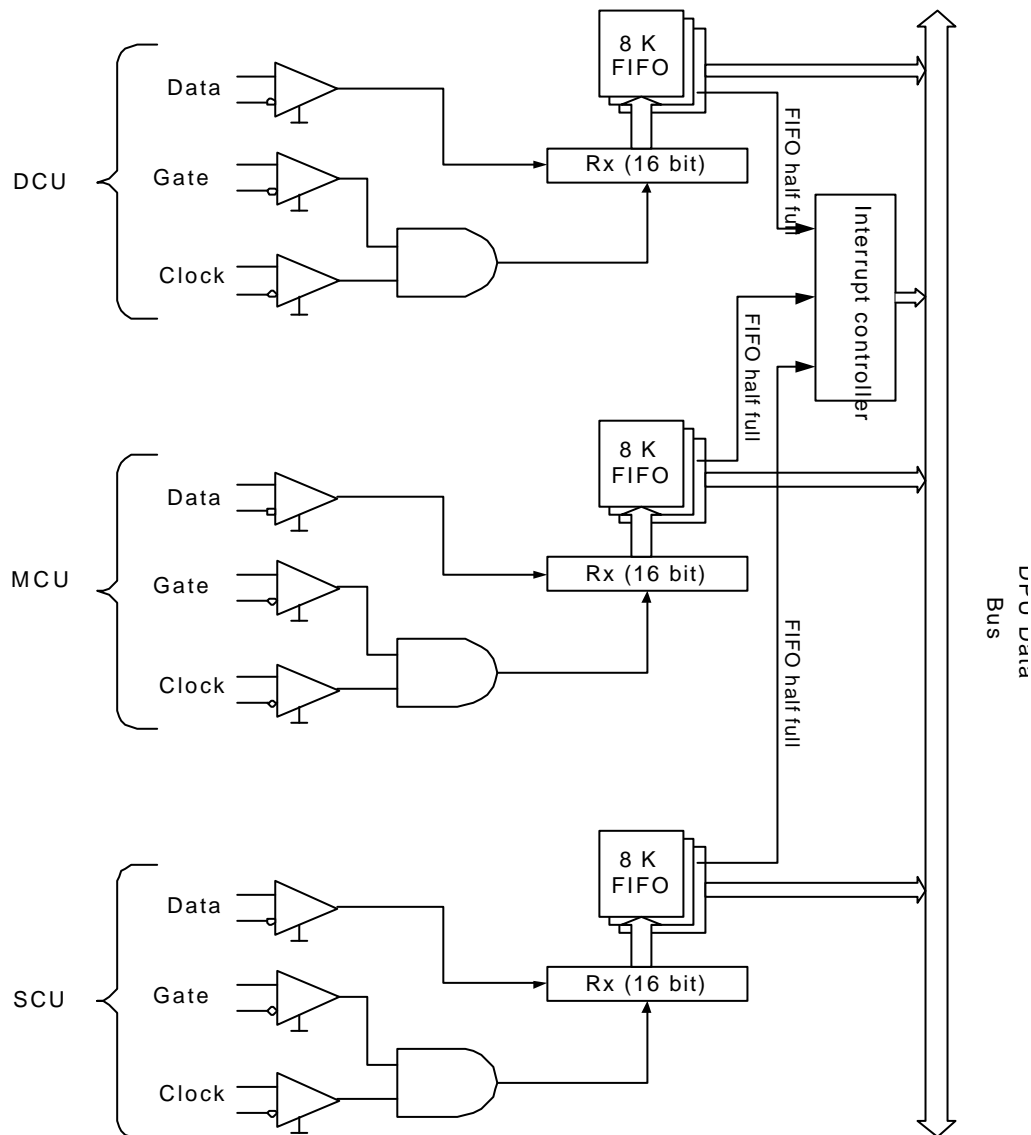 8 K
FIFO
Data
Rx (16 bit)
FIFO half full
DCU
Gate
Interrupt controller
Clock
FIFO half full
8 K
FIFO
Data
Rx (16 bit)
MCU
Gate
DPU Data
Bus
FIFO half full
Clock
8 K
FIFO
Data
Rx (16 bit)
SCU
Gate
Clock